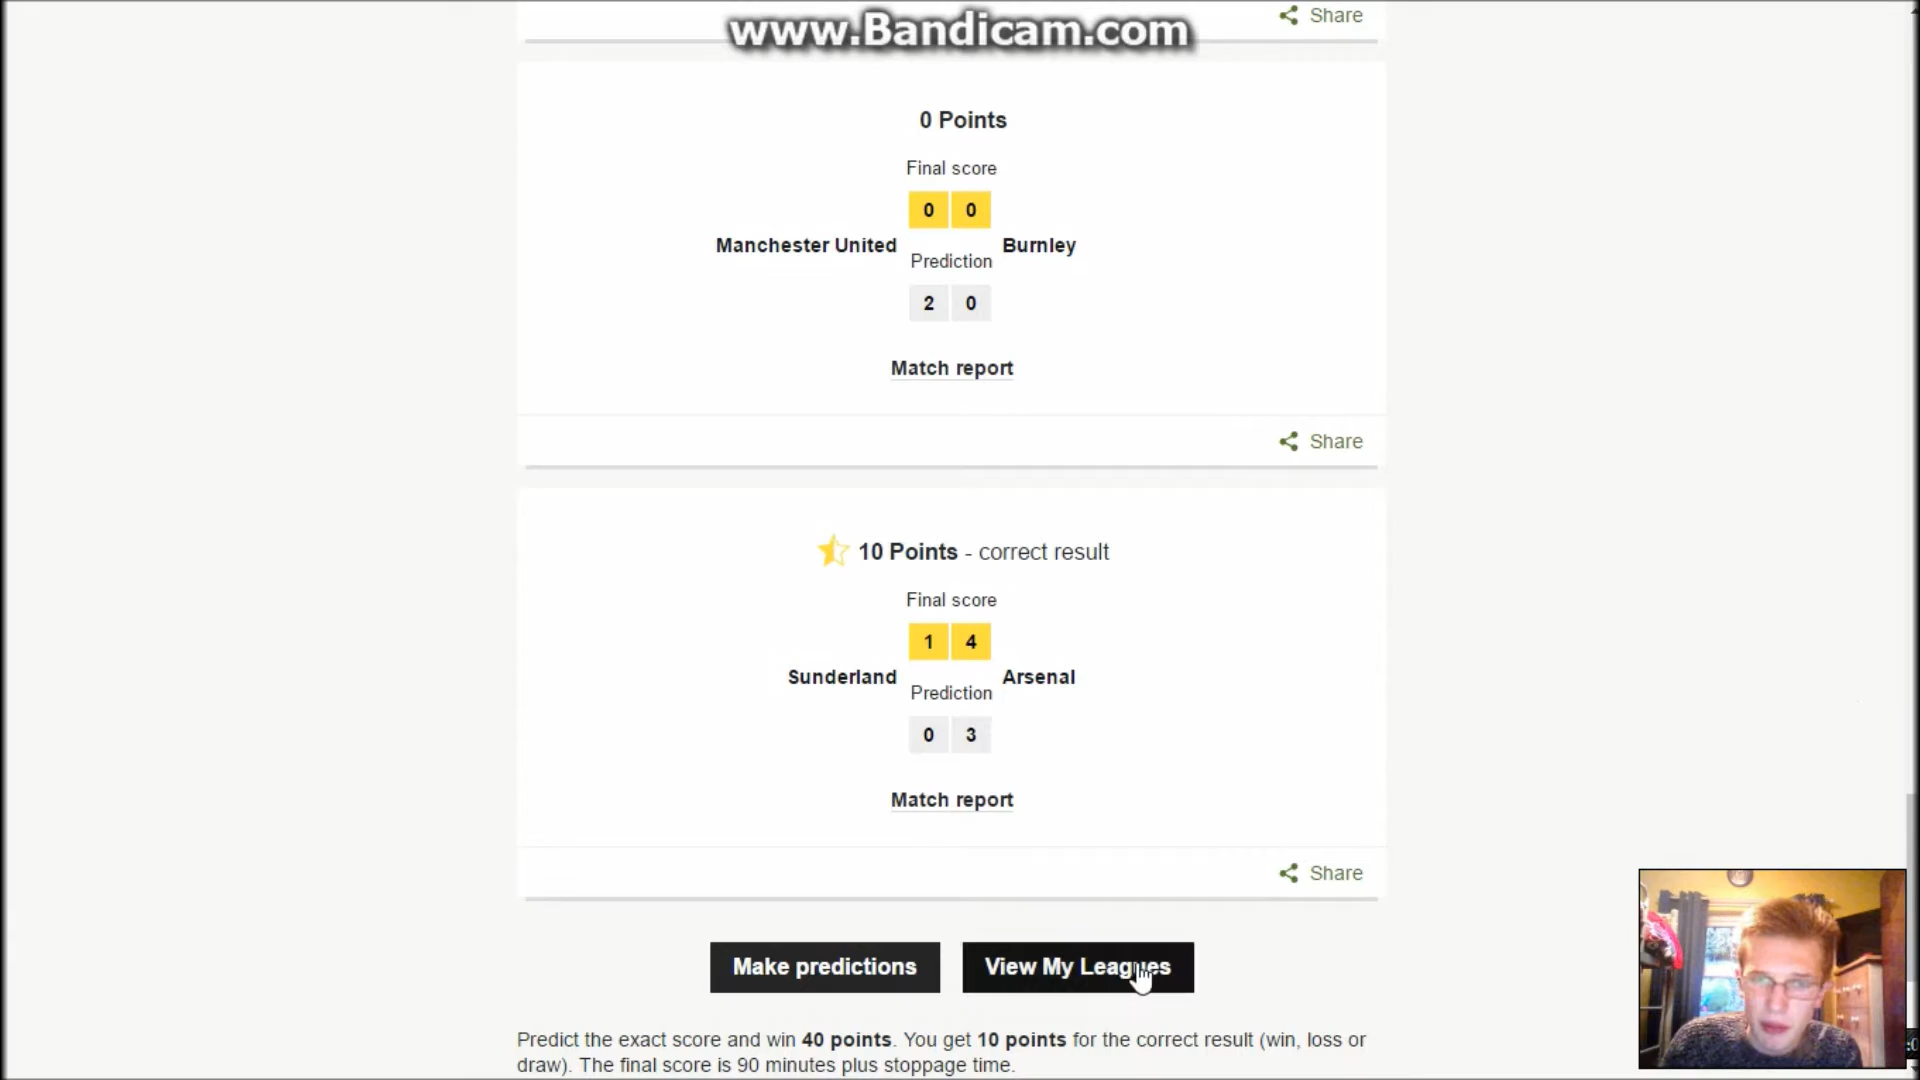 Share
www.Bandicam.com
0 Points
Final score
0 0
Manchester United Burnley
Prediction
2 0
Match report
Share
10 Points - correct result
Final score
1 4
Sunderland Arsenal
Prediction
0 3
Match report
Share
Make predictions View My Leagues
Predict the exact score and win 40 points. You get 10 points for the correct result (win, loss or
draw). The final score is 90 minutes plus stoppage time.